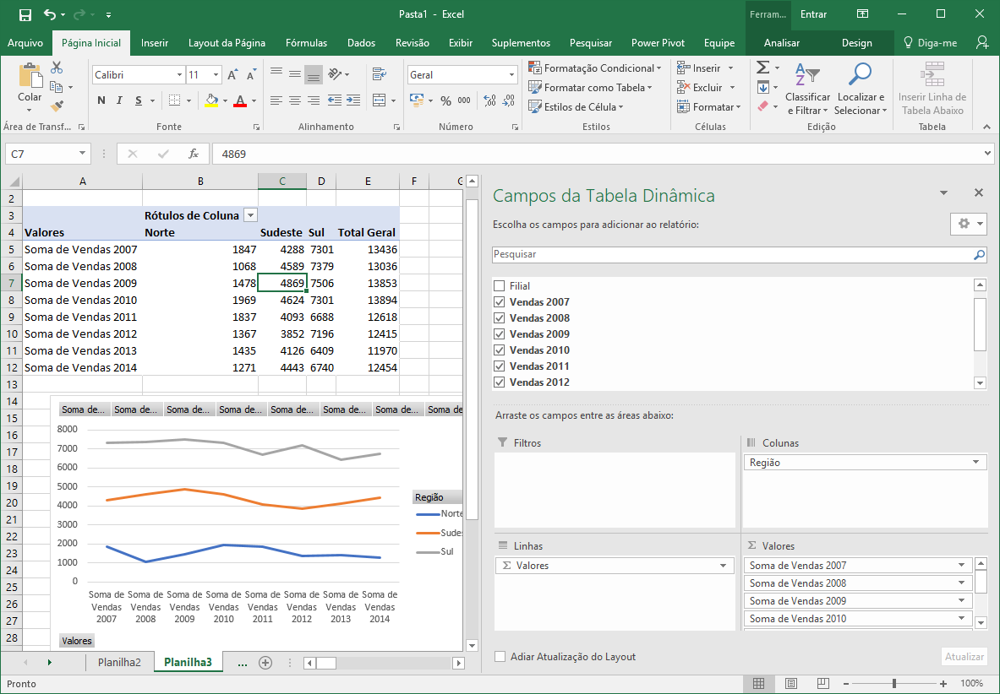 Pasta1 - Excel
Ferram...
Entrar
Arquivo Página Inicial Inserir Layout da Página Fórmulas Dados Revisão Exibir Suplementos Pesquisar Power Pivot Equipe Analisar Design Diga-me
Colar
Área de Transf...
Calibri 11
N I S
Fonte
Alinhamento
Geral
% 000
Número
Formatação Condicional
Formatar como Tabela
Estilos de Célula
Estilos
Inserir
Excluir
Formatar
Células
Classificar e Filtrar
Localizar e Selecionar
Edição
Inserir Linha de Tabela Abaixo
Tabela
C7 fx 4869
A B C D E F G
2
3 Rótulos de Coluna
4 Valores Norte Sudeste Sul Total Geral
5 Soma de Vendas 2007 1847 4288 7301 13436
6 Soma de Vendas 2008 1068 4589 7379 13036
7 Soma de Vendas 2009 1478 4869 7506 13853
8 Soma de Vendas 2010 1969 4624 7301 13894
9 Soma de Vendas 2011 1837 4093 6688 12618
10 Soma de Vendas 2012 1367 3852 7196 12415
11 Soma de Vendas 2013 1435 4126 6409 11970
12 Soma de Vendas 2014 1271 4443 6740 12454
13
14
15
16
17
18
19
20
21
22
23
24
25
26
27
28
Soma de... Soma de... Soma de... Soma de... Soma de... Soma de... Soma de... Soma de
8000
7000
6000
5000
4000
3000
2000
1000
0
Soma de Soma de Soma de Soma de Soma de Soma de Soma de Soma de
Vendas Vendas Vendas Vendas Vendas Vendas Vendas Vendas
2007 2008 2009 2010 2011 2012 2013 2014
Região
Norte
Sudes
Sul
Valores
Campos da Tabela Dinâmica
Escolha os campos para adicionar ao relatório:
Pesquisar
Filial
Vendas 2007
Vendas 2008
Vendas 2009
Vendas 2010
Vendas 2011
Vendas 2012
Arraste os campos entre as áreas abaixo:
Filtros
Colunas
Região
Linhas
Σ Valores
Σ Valores
Soma de Vendas 2007
Soma de Vendas 2008
Soma de Vendas 2009
Soma de Vendas 2010
Adiar Atualização do Layout
Atualizar
Planilha2 Planilha3 ...
Pronto
100%